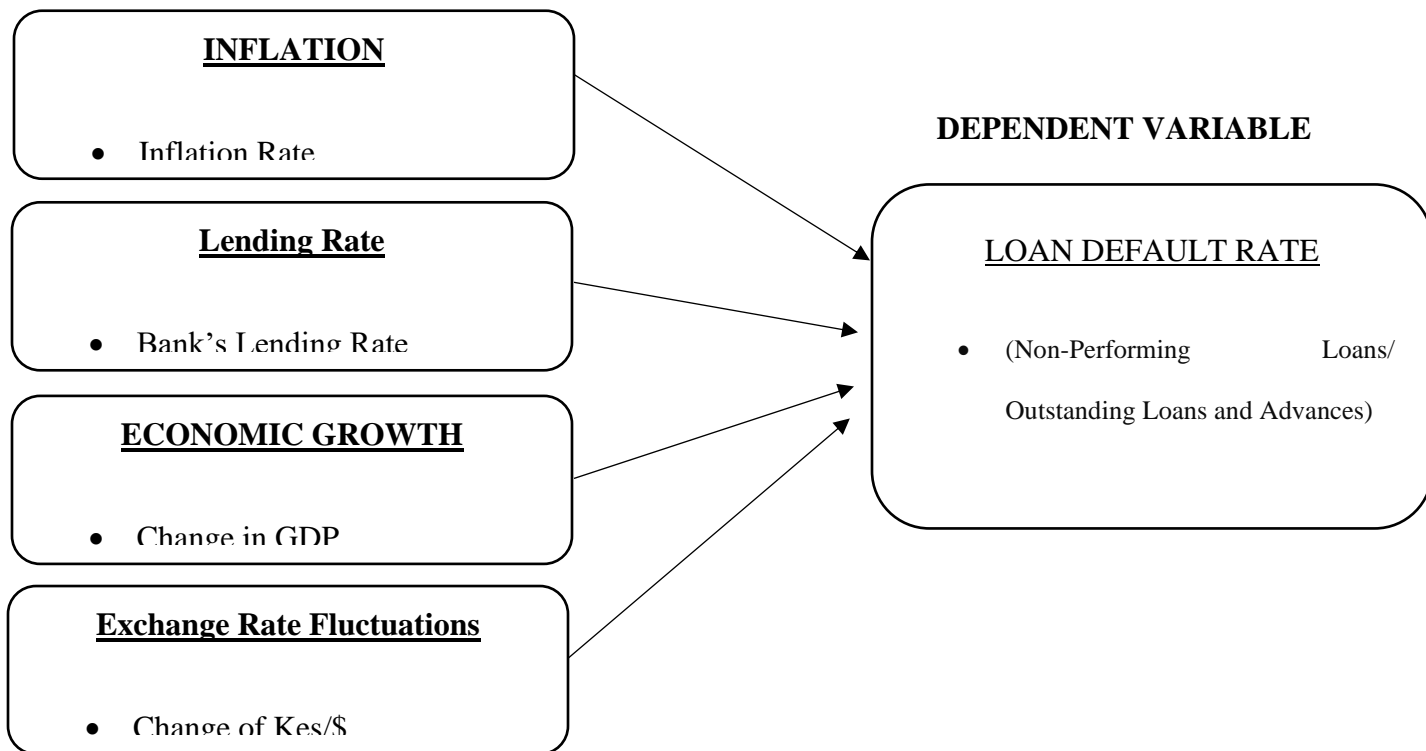 INFLATION
• Inflation Rate
Lending Rate
• Bank’s Lending Rate
ECONOMIC GROWTH
• Change in GDP
Exchange Rate Fluctuations
• Change of Kes/$
DEPENDENT VARIABLE
LOAN DEFAULT RATE
• (Non-Performing Loans/
Outstanding Loans and Advances)